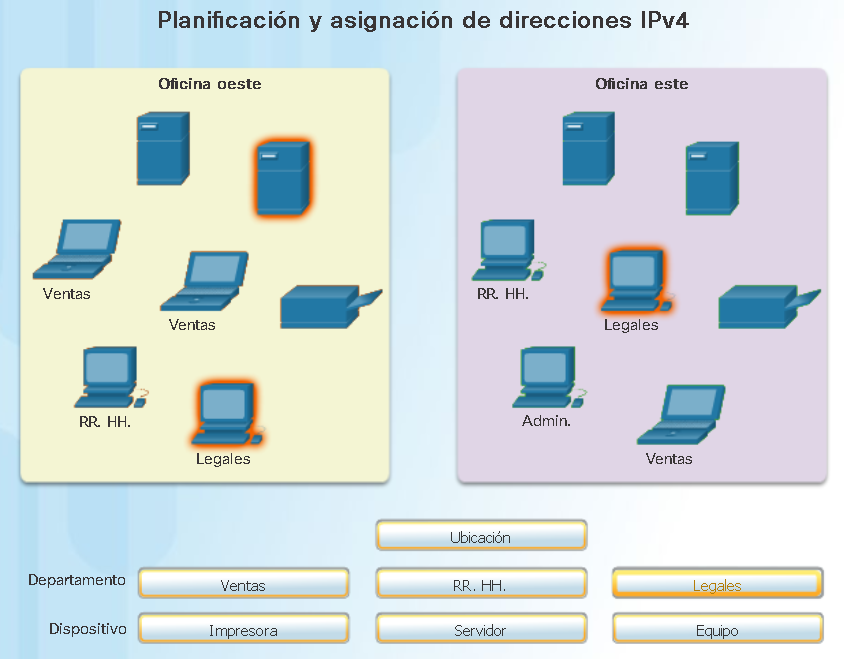 Planificación y asignación de direcciones IPv4
Oficina oeste
Ventas
Ventas
RR. HH.
Legales
Oficina este
RR. HH.
Legales
Admin.
Ventas
Ubicación
Departamento Ventas RR. HH. Legales
Dispositivo Impresora Servidor Equipo